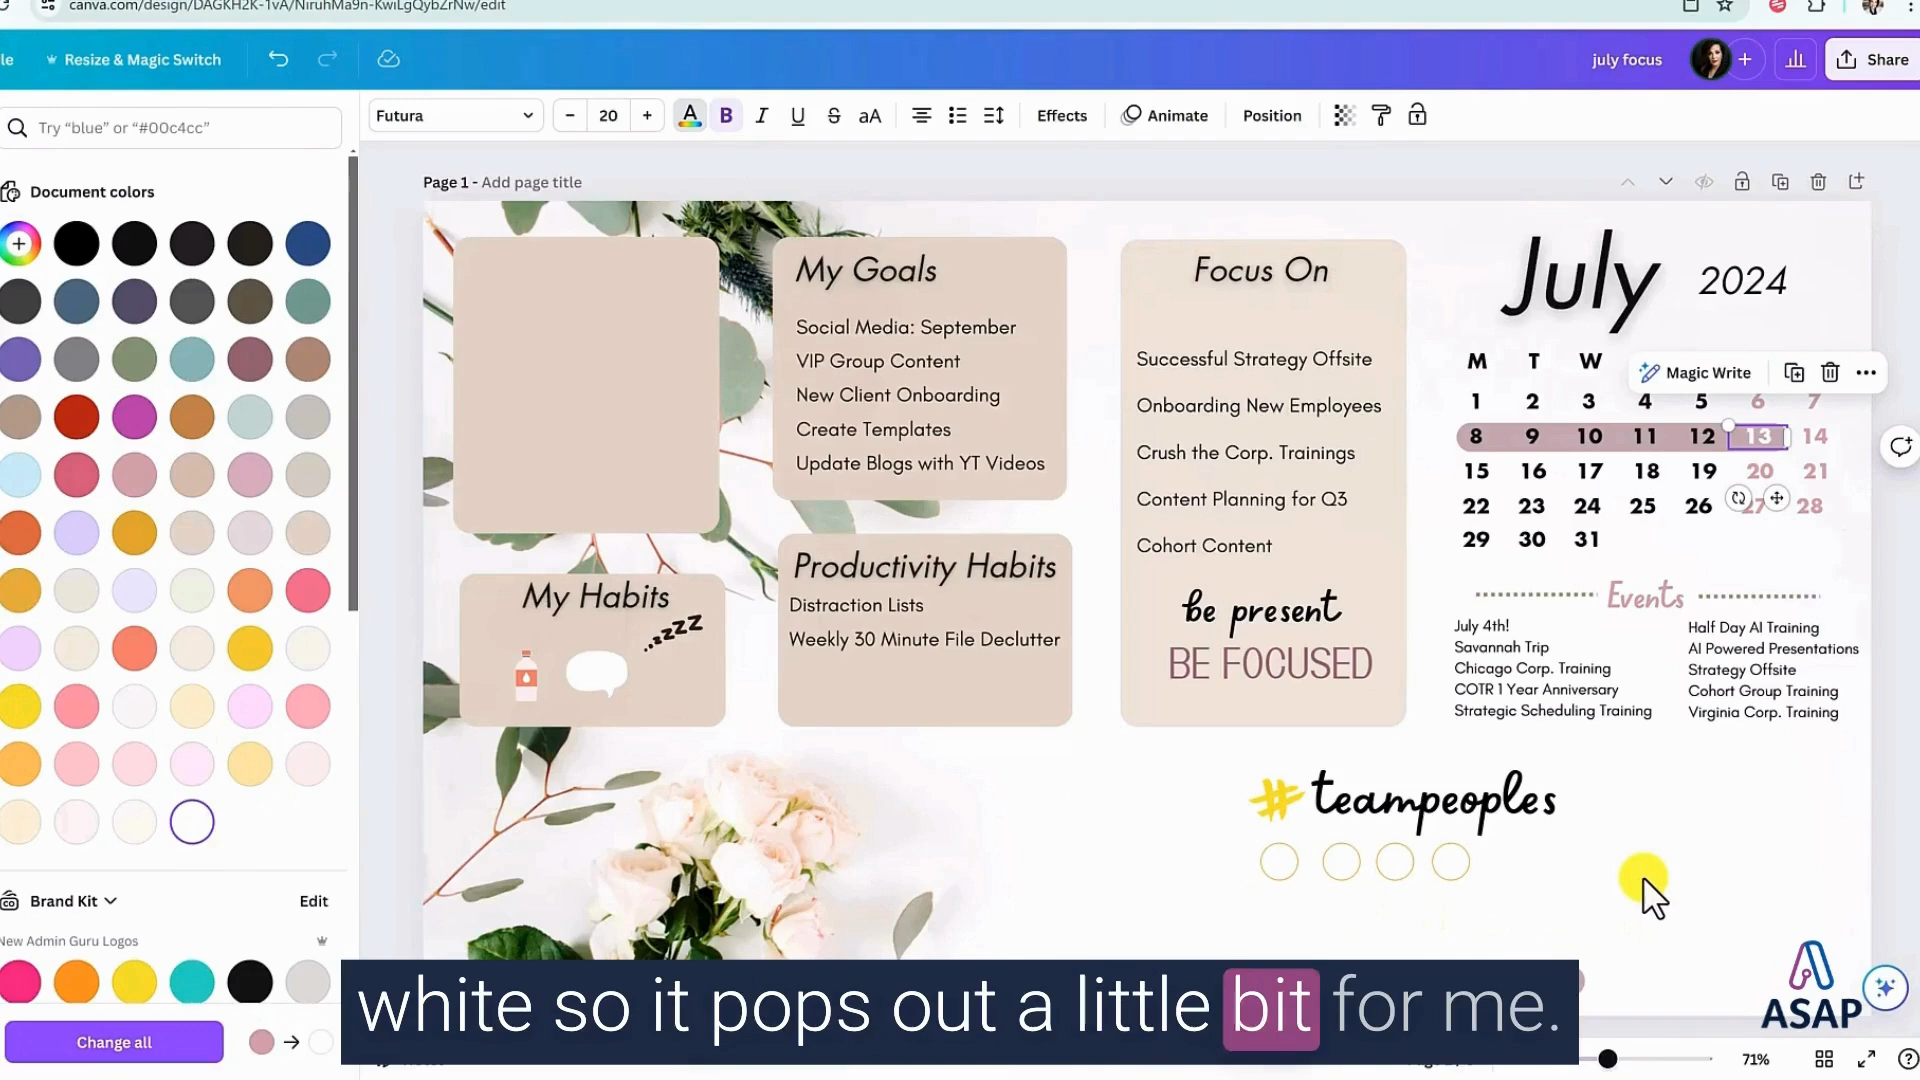 canva.com/design/DAGKH2K-1vA/NiruhMa9n-KwiLgQybZrNw/edit
le
Resize & Magic Switch
july focus
Share
Try “blue” or “#00c4cc”
Futura
– 20 +
A B I U S aA
Effects
Animate
Position
Document colors
Page 1 - Add page title
My Goals
Social Media: September
VIP Group Content
New Client Onboarding
Create Templates
Update Blogs with YT Videos
Focus On
Successful Strategy Offsite
Onboarding New Employees
Crush the Corp. Trainings
Content Planning for Q3
Cohort Content
be present
BE FOCUSED
July 2024
M T W
Magic Write
1 2 3 4 5 6 7
8 9 10 11 12 13 14
15 16 17 18 19 20 21
22 23 24 25 26 27 28
29 30 31
My Habits
zzzz
Productivity Habits
Distraction Lists
Weekly 30 Minute File Declutter
Events
July 4th!
Savannah Trip
Chicago Corp. Training
COTR 1 Year Anniversary
Strategic Scheduling Training
Half Day AI Training
AI Powered Presentations
Strategy Offsite
Cohort Group Training
Virginia Corp. Training
#teampeoples
Brand Kit
Edit
New Admin Guru Logos
Change all
white so it pops out a little bit for me.
ASAP
71%